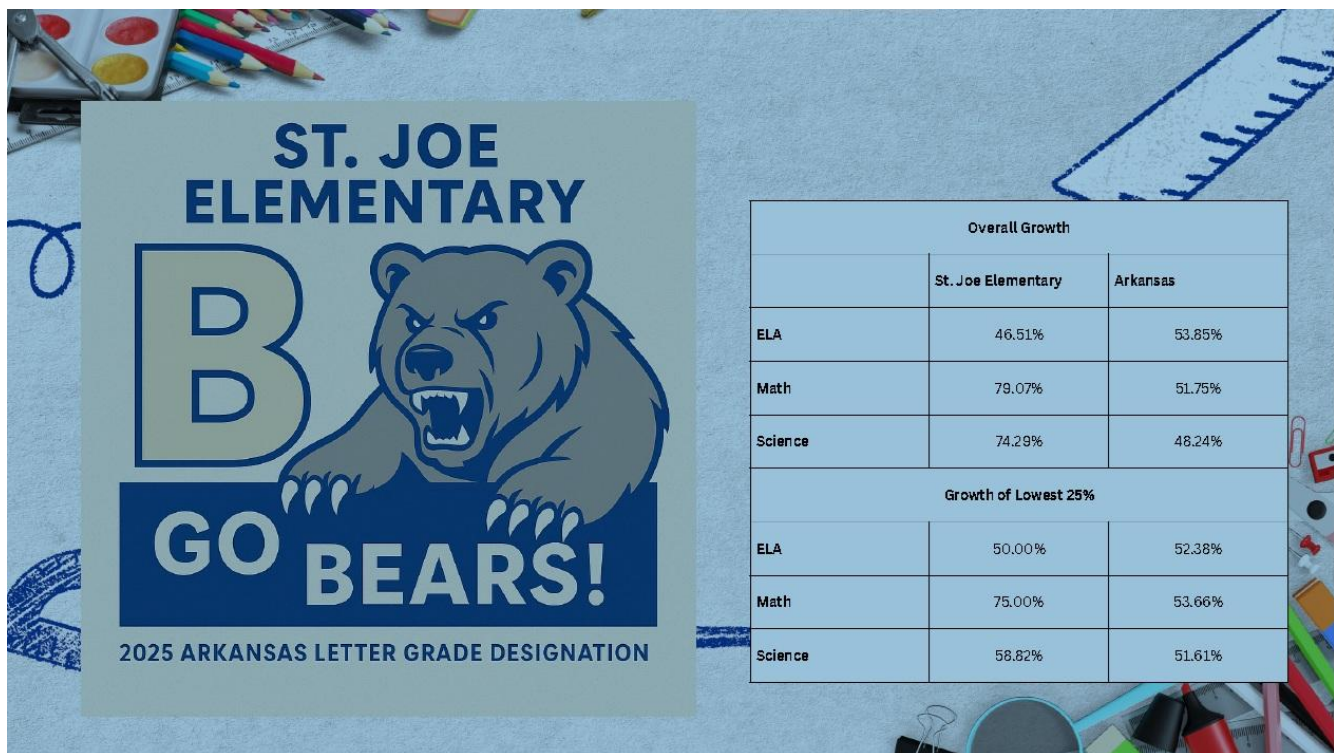 ST. JOE
ELEMENTARY
B
GO BEARS!
2025 ARKANSAS LETTER GRADE DESIGNATION
Overall Growth
St. Joe Elementary Arkansas
ELA 46.51% 53.85%
Math 79.07% 51.75%
Science 74.29% 48.24%
Growth of Lowest 25%
ELA 50.00% 52.38%
Math 75.00% 53.66%
Science 58.82% 51.61%